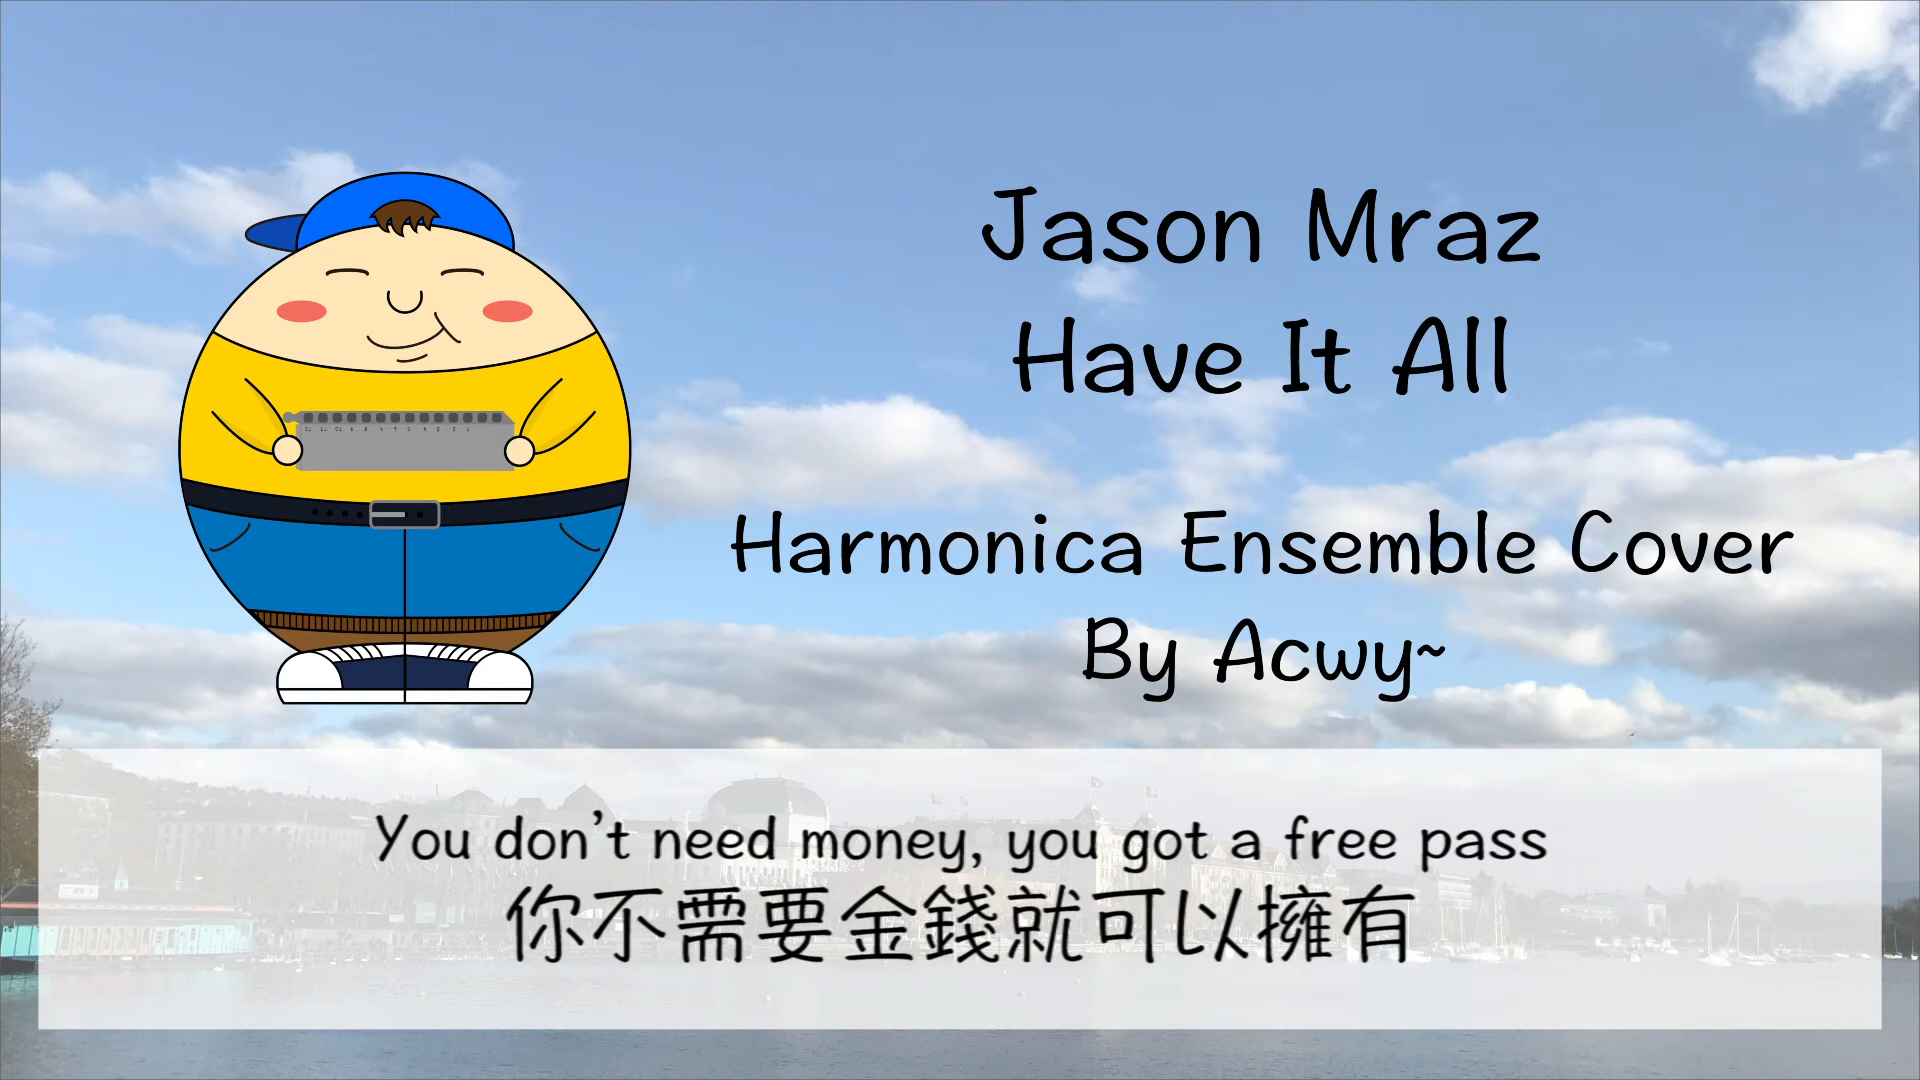 Jason Mraz
Have It All
Harmonica Ensemble Cover
By Acwy~
You don't need money, you got a free pass
你不需要金錢就可以擁有